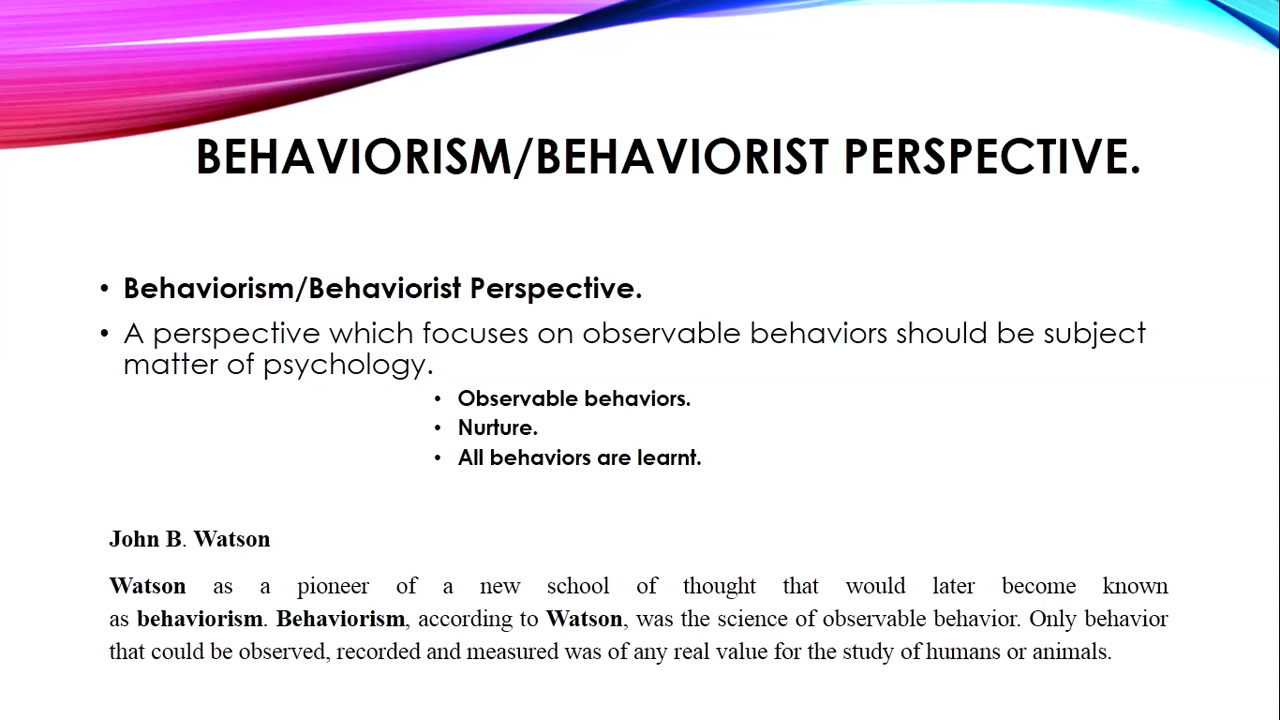 BEHAVIORISM/BEHAVIORIST PERSPECTIVE.
• Behaviorism/Behaviorist Perspective.
• A perspective which focuses on observable behaviors should be subject
matter of psychology.
• Observable behaviors.
• Nurture.
• All behaviors are learnt.
John B. Watson
Watson as a pioneer of a new school of thought that would later become known
as behaviorism. Behaviorism, according to Watson, was the science of observable behavior. Only behavior
that could be observed, recorded and measured was of any real value for the study of humans or animals.